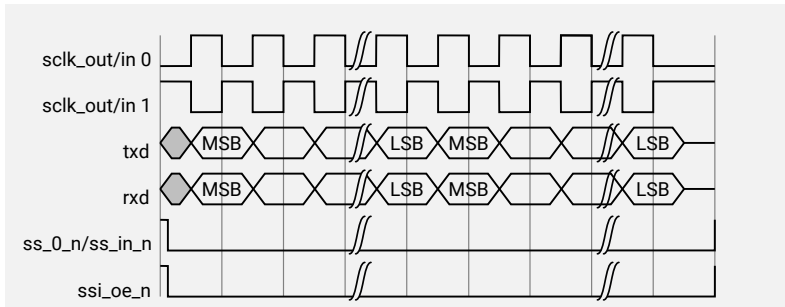 sclk_out/in 0
sclk_out/in 1
txd MSB LSB MSB LSB
rxd MSB LSB MSB LSB
ss_0_n/ss_in_n
ssi_oe_n